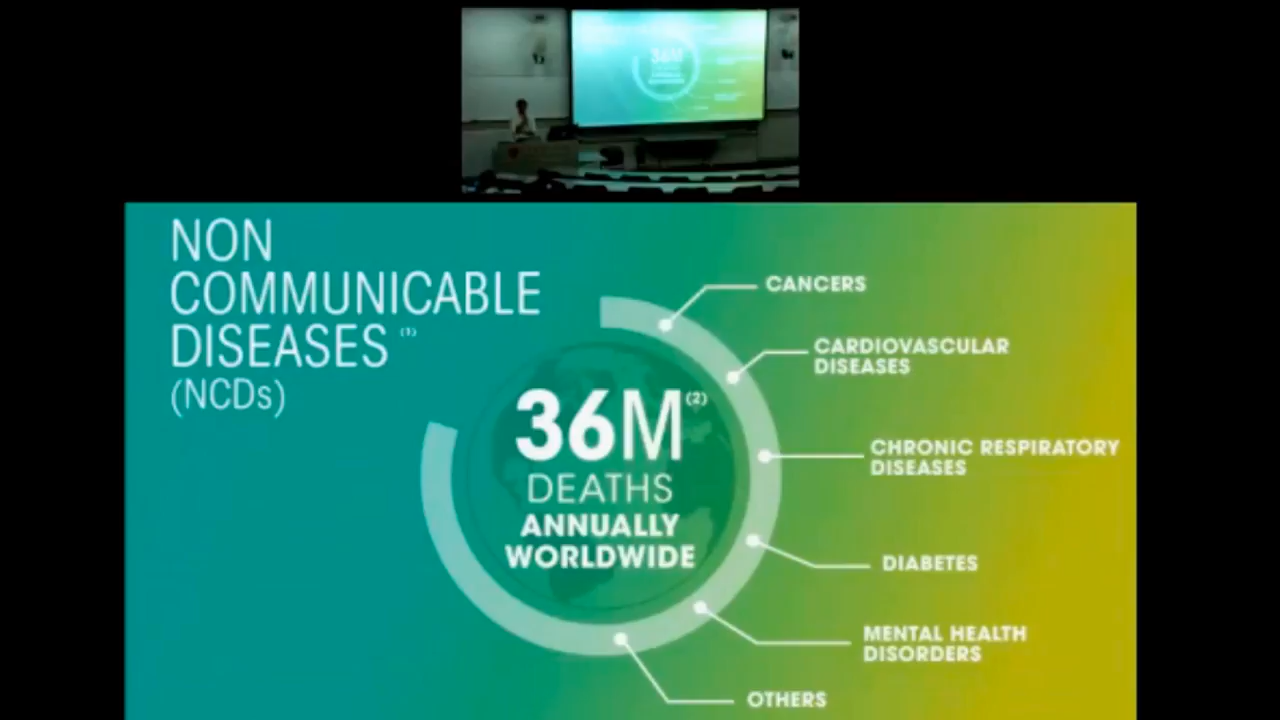 NON
COMMUNICABLE
DISEASES (1)
(NCDs)
36M(2)
DEATHS
ANNUALLY
WORLDWIDE
CANCERS
CARDIOVASCULAR
DISEASES
CHRONIC RESPIRATORY
DISEASES
DIABETES
MENTAL HEALTH
DISORDERS
OTHERS